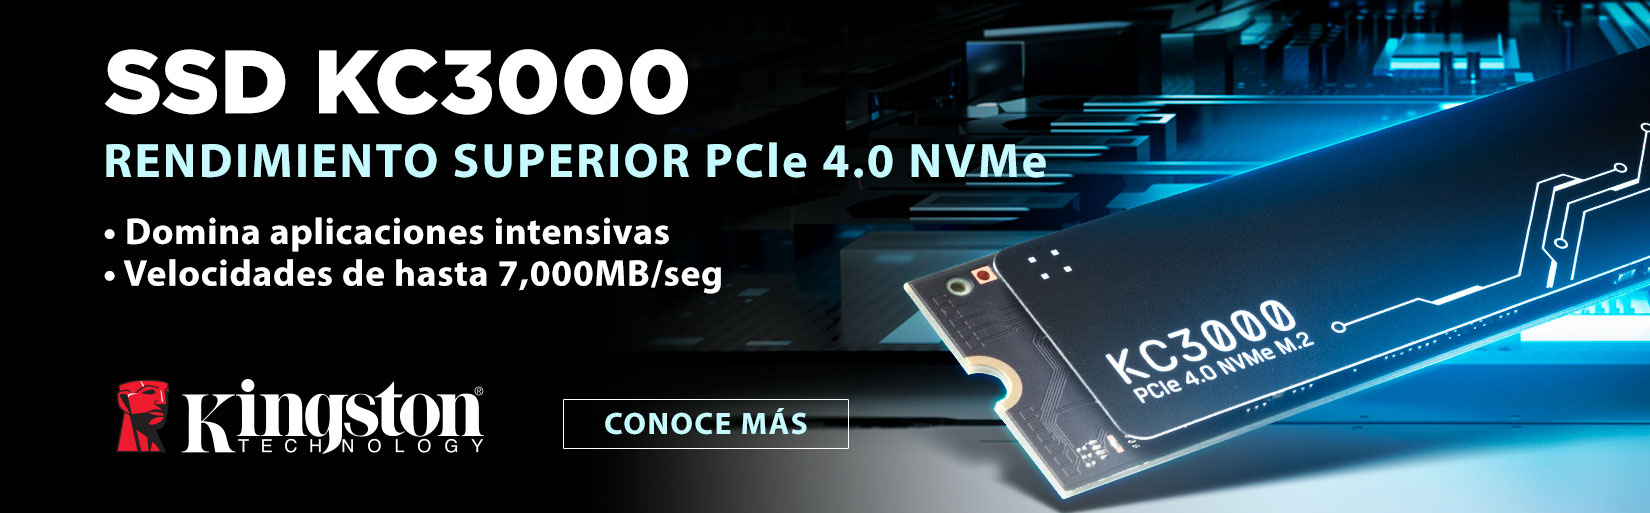 SSD KC3000
RENDIMIENTO SUPERIOR PCle 4.0 NVMe
• Domina aplicaciones intensivas
• Velocidades de hasta 7,000MB/seg
Kingston®
TECHNOLOGY
CONOCE MÁS
KC3000
PCIe 4.0 NVMe M.2